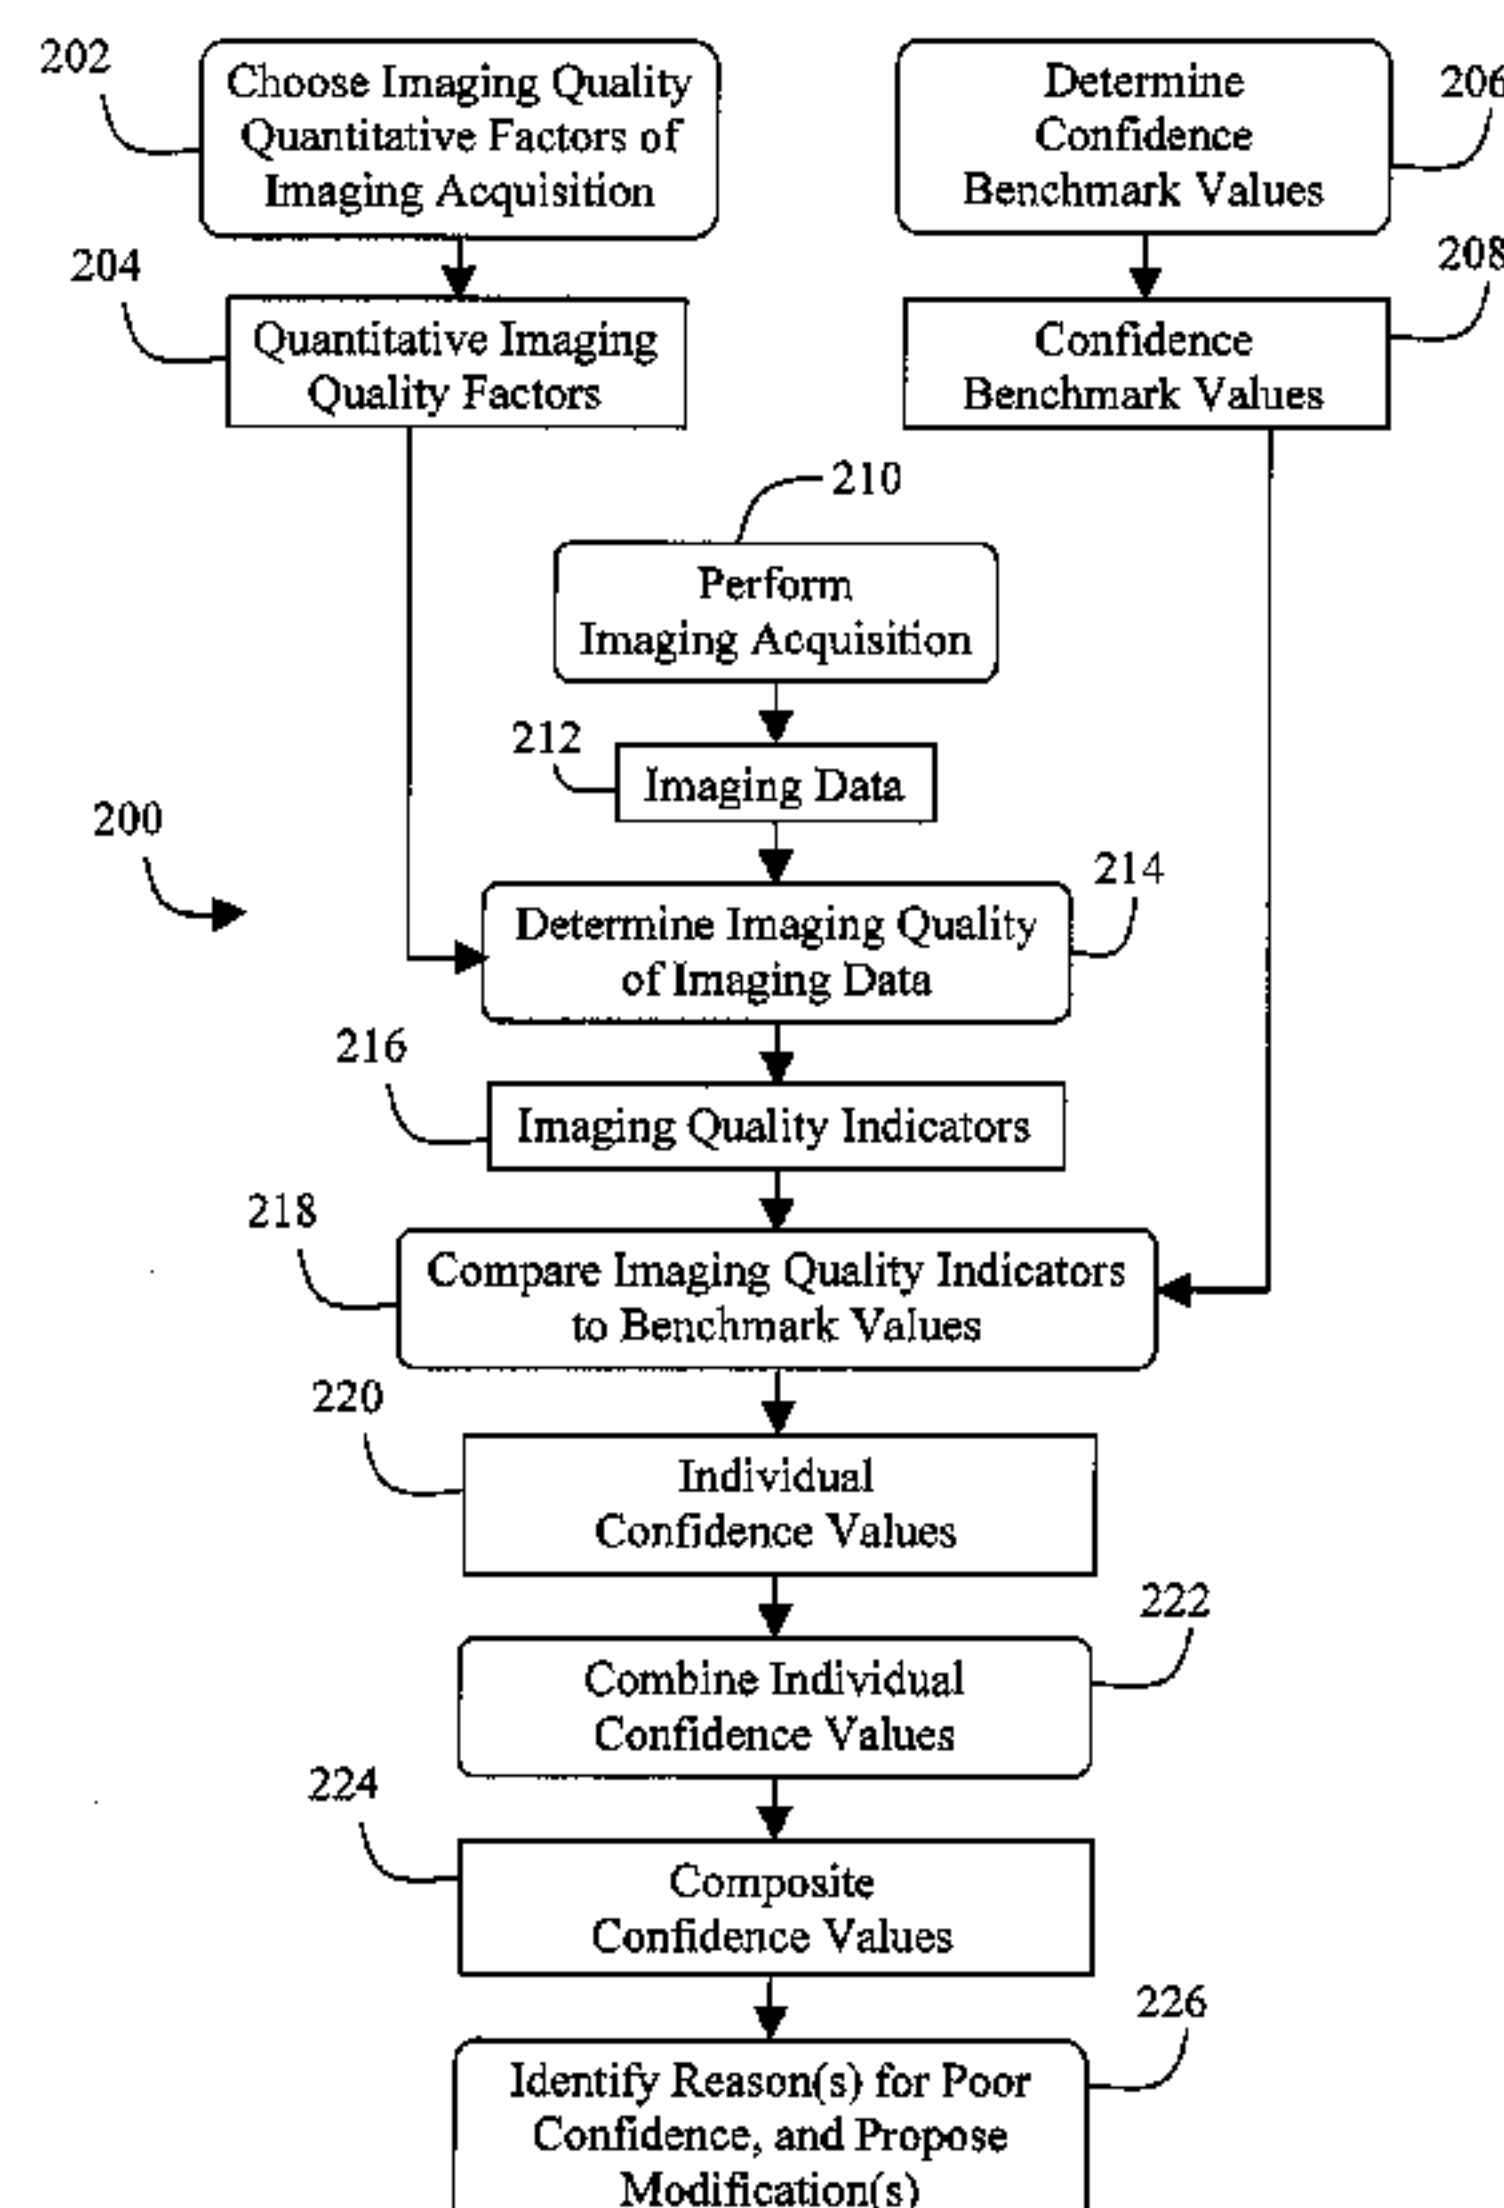 202
Choose Imaging Quality
Quantitative Factors of
Imaging Acquisition
Determine
Confidence
Benchmark Values
206
204
Quantitative Imaging
Quality Factors
Confidence
Benchmark Values
208
210
Perform
Imaging Acquisition
212
Imaging Data
200
214
Determine Imaging Quality
of Imaging Data
216
Imaging Quality Indicators
218
Compare Imaging Quality Indicators
to Benchmark Values
220
Individual
Confidence Values
222
Combine Individual
Confidence Values
224
Composite
Confidence Values
226
Identify Reason(s) for Poor
Confidence, and Propose
Modification(s)